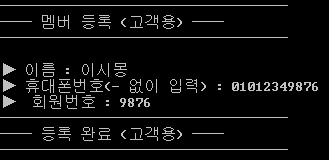 멤버 등록 (고객용)
▶ 이름 : 이시몽
▶ 휴대폰번호(- 없이 입력) : 01012349876
▶ 회원번호 : 9876
등록 완료 (고객용)